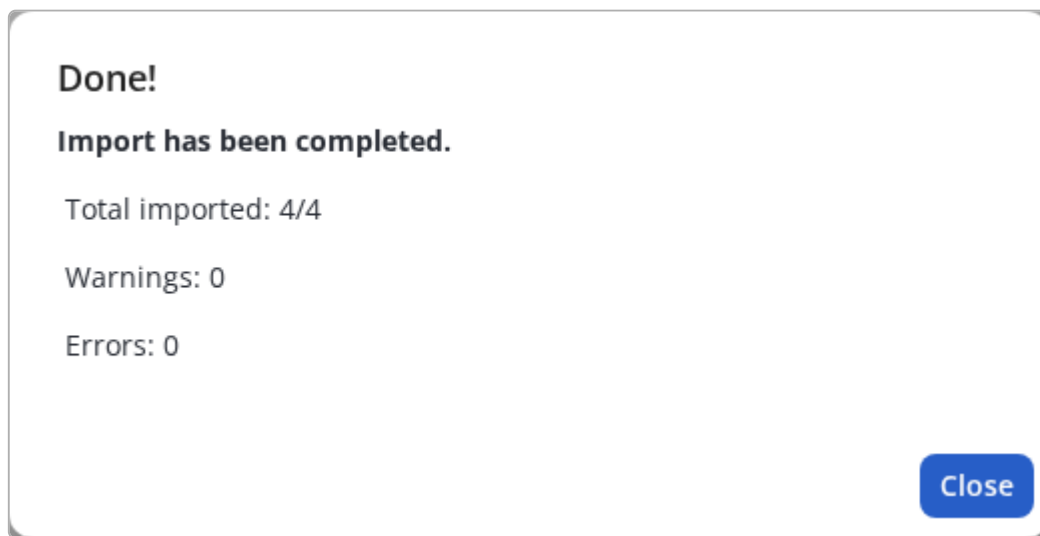 Done!
Import has been completed.
Total imported: 4/4
Warnings: 0
Errors: 0
Close